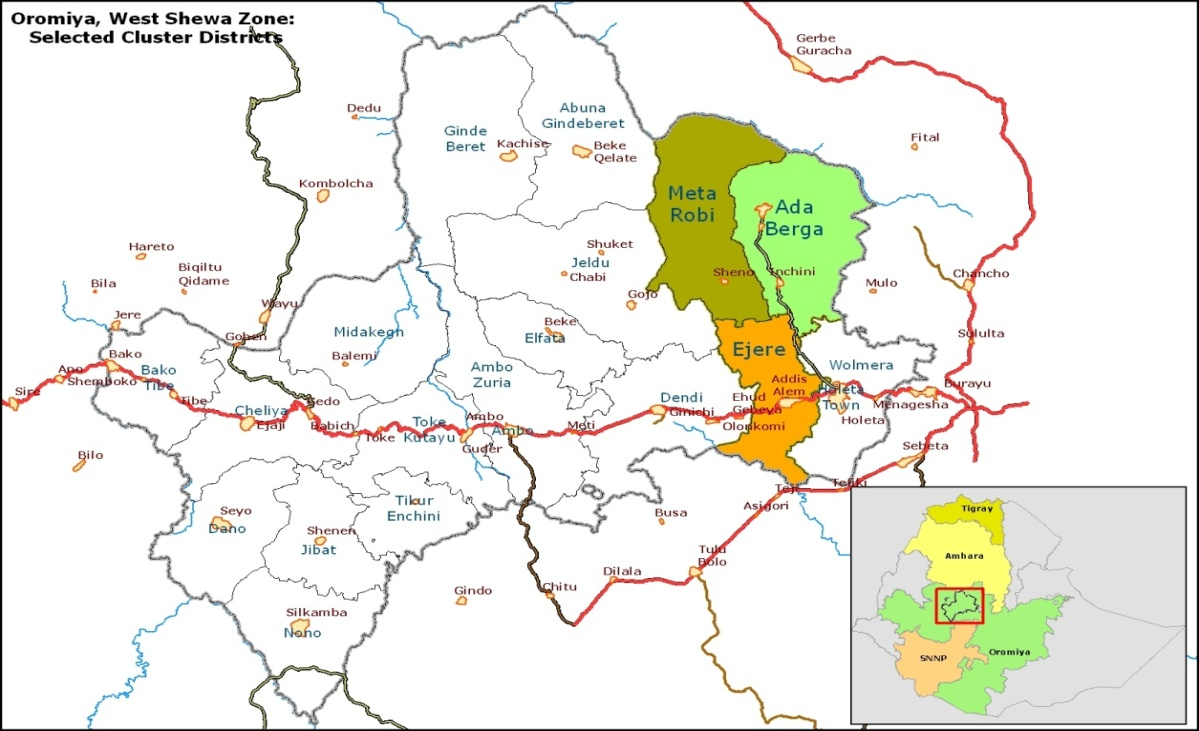 Oromiya, West Shewa Zone:
Selected Cluster Districts
Gerbe
Guracha
Dedu
Abuna
Gindeberet
Ginde
Beret
Kachise
Beke
Qelate
Fital
Kombolcha
Meta
Robi
Ada
Berga
Hareto
Shuket
Jeldu
Chabi
Biqiltu
Qidame
Bila
Sheno
Inchini
Mulo
Chancho
Gojo
Wayu
Jere
Goben
Midakegn
Beke
Elfata
Sululta
Ejere
Bako
Balemi
Wolmera
Apo
Shemboko
Bako
Tibe
Ambo
Zuria
Addis
Alem
Sire
Tibe
Cheliya
Gedo
Dendi
Ehud
Gebeya
Holeta
Town
Burayu
Menagesha
Ejaji
Babich
Toke
Kutayu
Ambo
Ambo
Meti
Ginichi
Olonkomi
Holeta
Toke
Guder
Sebeta
Bilo
Teji
Tefki
Tikur
Enchini
Asgori
Seyo
Dano
Busa
Shenen
Jibat
Tulu
Bolo
Dilala
Gindo
Chitu
Silkamba
Nono
Tigray
Amhara
Oromiya
SNNP